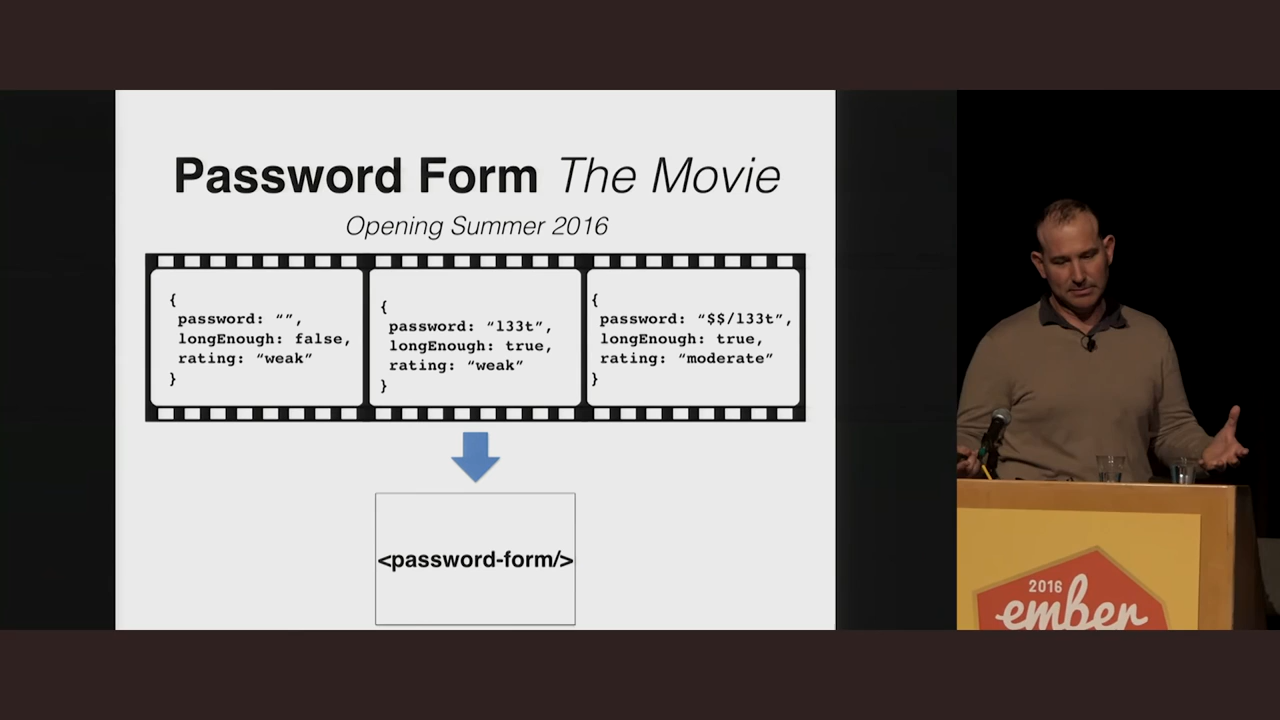 Password Form The Movie
Opening Summer 2016
{
password: “”,
longEnough: false,
rating: “weak”
}
{
password: “l33t”,
longEnough: true,
rating: “weak”
}
{
password: “$$/l33t”,
longEnough: true,
rating: “moderate”
}
<password-form/>
2016
ember